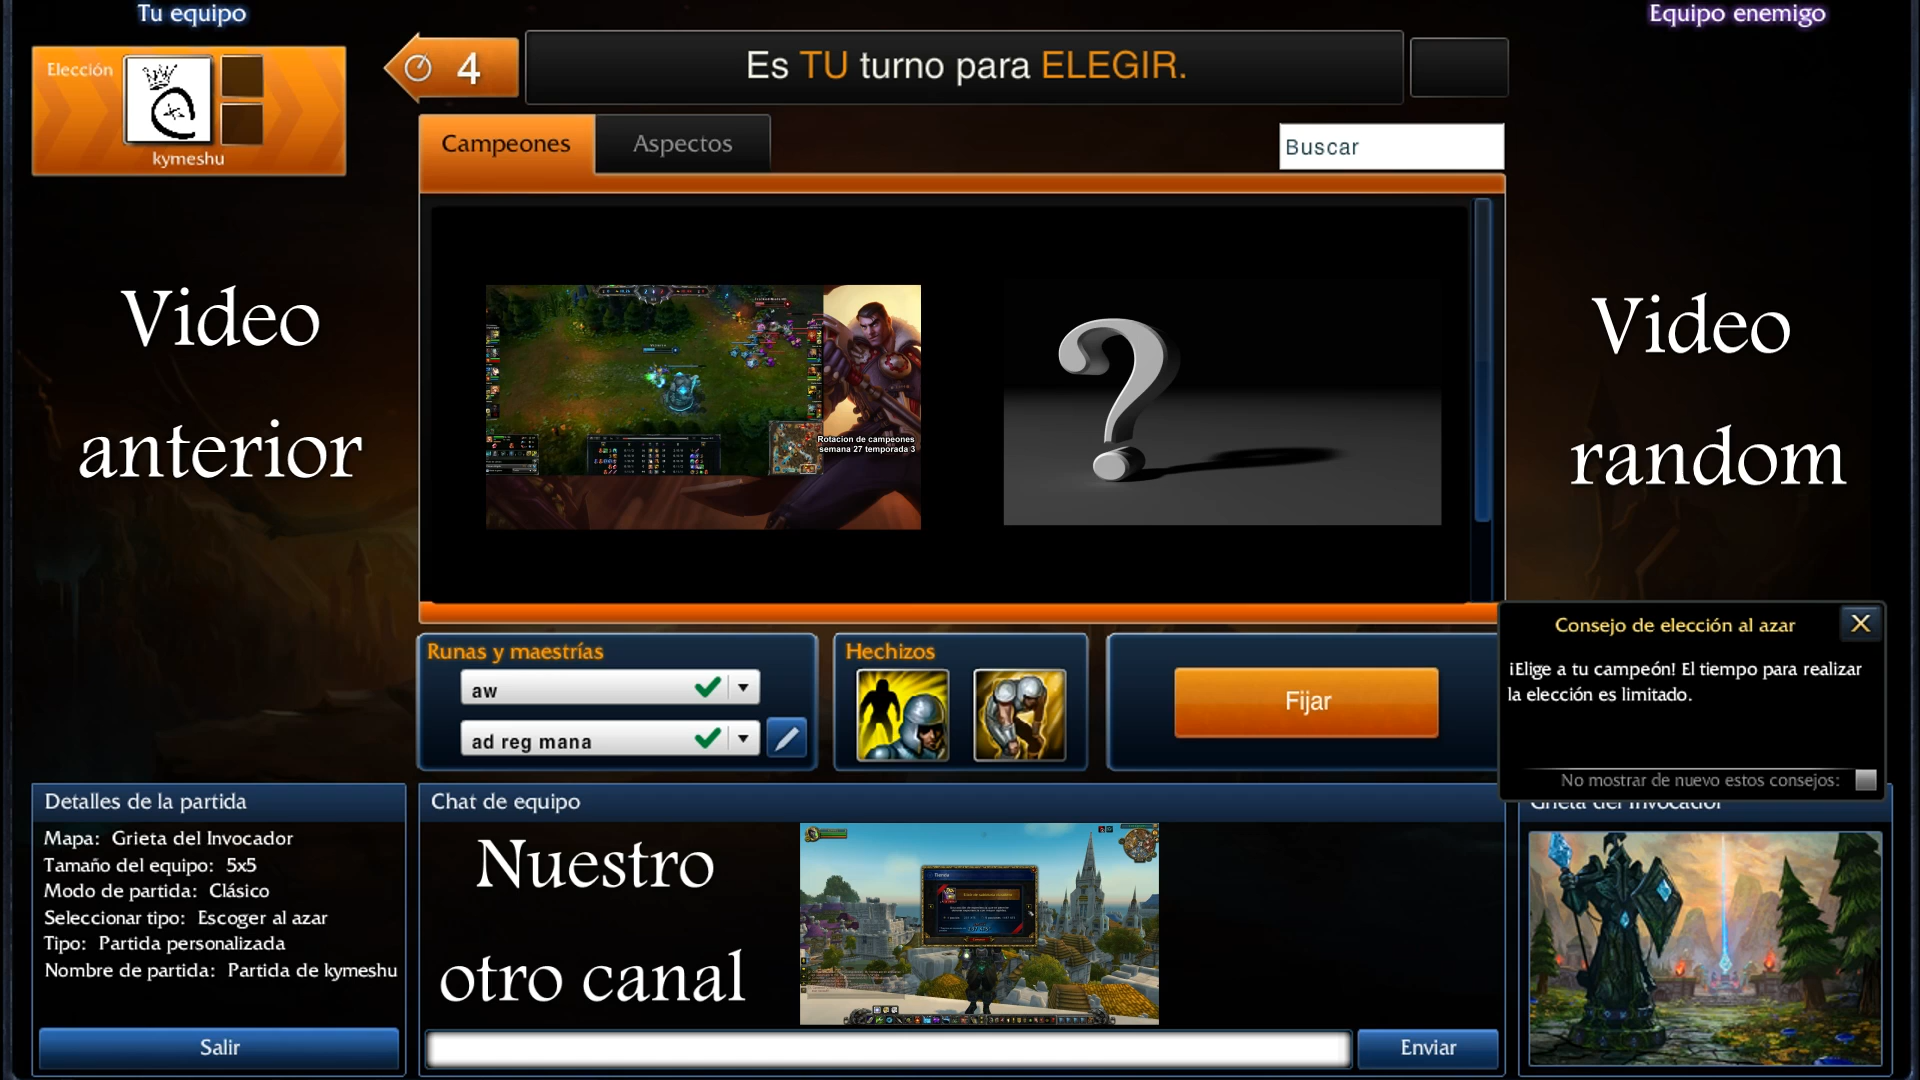 Tu equipo
Equipo enemigo
Elección
kymeshu
4
Es TU turno para ELEGIR.
Campeones
Aspectos
Buscar
Video
anterior
Rotacion de campeones
semana 27 temporada 3
Video
random
Runas y maestrías
aw
ad reg mana
Hechizos
Fijar
Consejo de elección al azar
¡Elige a tu campeón! El tiempo para realizar
la elección es limitado.
No mostrar de nuevo estos consejos:
Detalles de la partida
Mapa: Grieta del Invocador
Tamaño del equipo: 5x5
Modo de partida: Clásico
Seleccionar tipo: Escoger al azar
Tipo: Partida personalizada
Nombre de partida: Partida de kymeshu
Salir
Chat de equipo
Nuestro
otro canal
Enviar
Grieta del Invocador